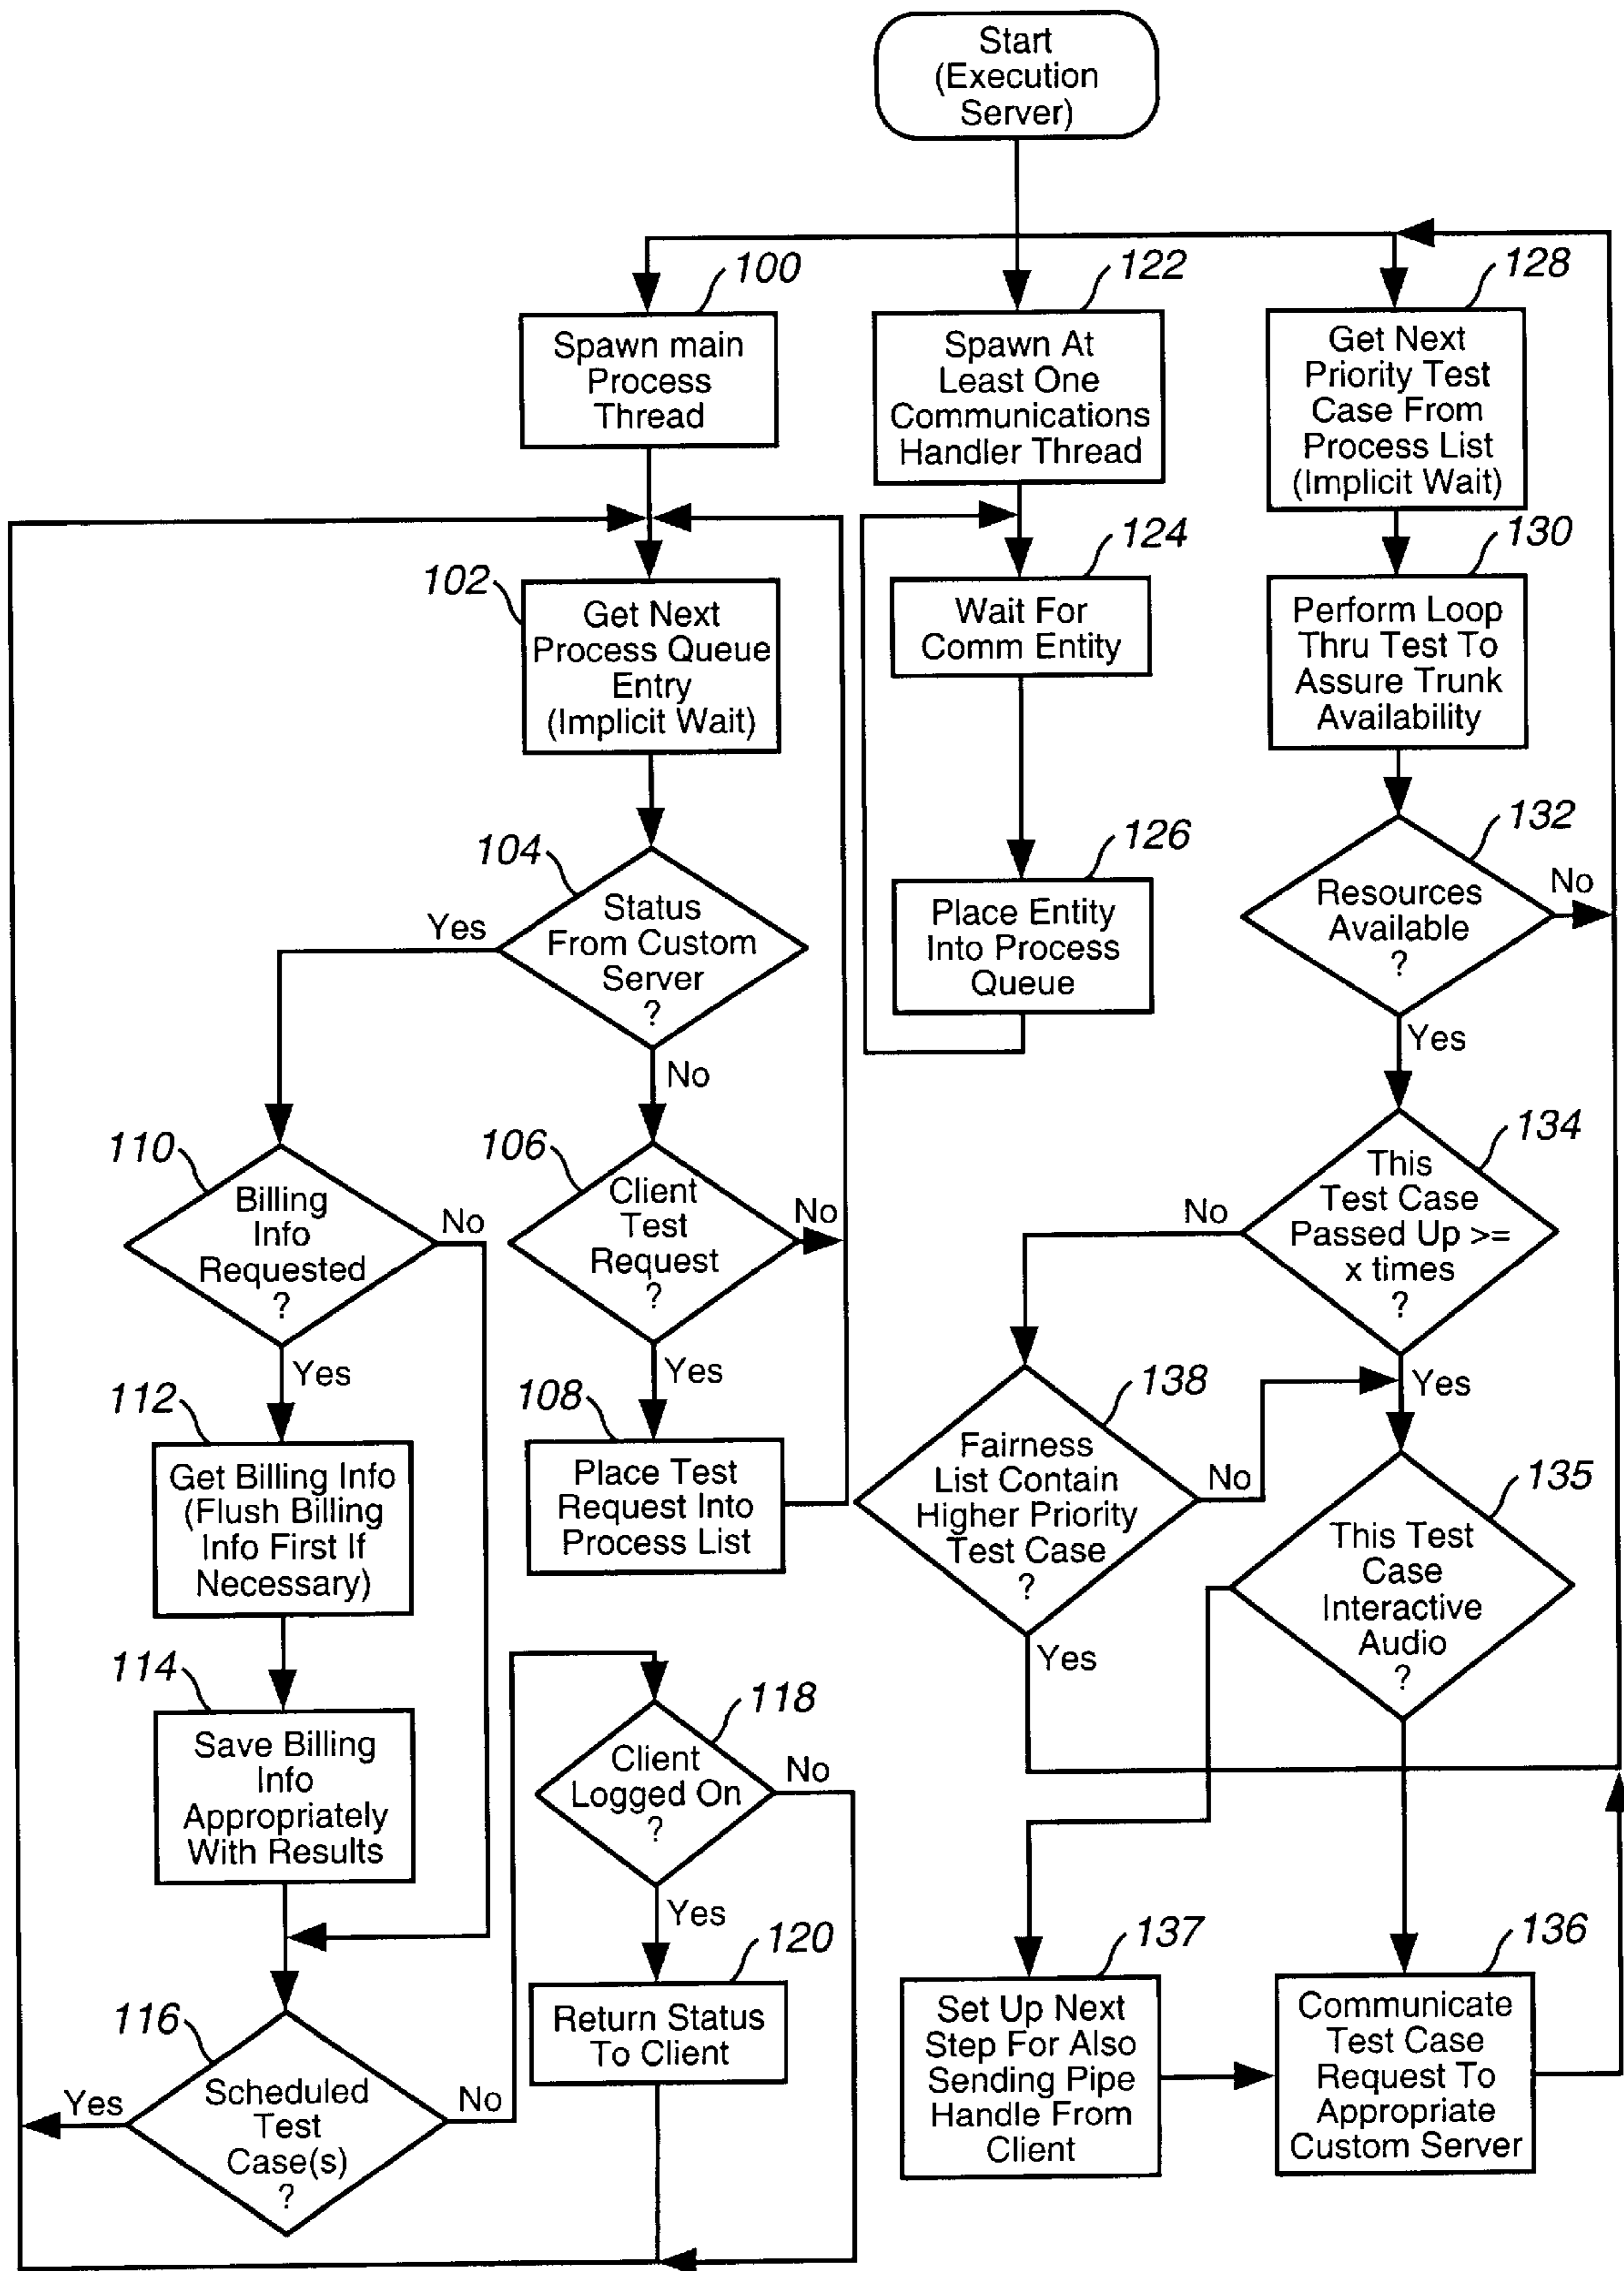 Start
(Execution
Server)
100
Spawn main
Process
Thread
122
Spawn At
Least One
Communications
Handler Thread
128
Get Next
Priority Test
Case From
Process List
(Implicit Wait)
102
Get Next
Process Queue
Entry
(Implicit Wait)
124
Wait For
Comm Entity
130
Perform Loop
Thru Test To
Assure Trunk
Availability
104
Status
From Custom
Server
?
Yes
No
126
Place Entity
Into Process
Queue
132
Resources
Available
?
No
Yes
110
Billing
Info
Requested
?
No
Yes
106
Client
Test
Request
?
No
Yes
134
This
Test Case
Passed Up >=
x times
?
No
Yes
112
Get Billing Info
(Flush Billing
Info First If
Necessary)
108
Place Test
Request Into
Process List
138
Fairness
List Contain
Higher Priority
Test Case
?
No
Yes
135
This Test
Case
Interactive
Audio
?
114
Save Billing
Info
Appropriately
With Results
118
Client
Logged On
?
No
Yes
116
Scheduled
Test
Case(s)
?
Yes
No
120
Return Status
To Client
137
Set Up Next
Step For Also
Sending Pipe
Handle From
Client
136
Communicate
Test Case
Request To
Appropriate
Custom Server